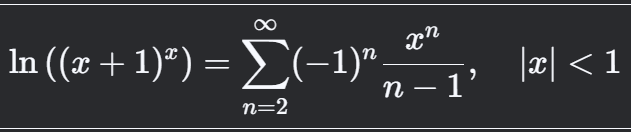 ln ((x + 1)^x) = ∑_{n=2}^{∞} (−1)^n x^n / (n − 1), |x| < 1